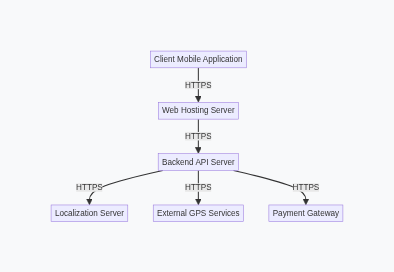 Client Mobile Application
HTTPS
Web Hosting Server
HTTPS
Backend API Server
HTTPS HTTPS HTTPS
Localization Server External GPS Services Payment Gateway